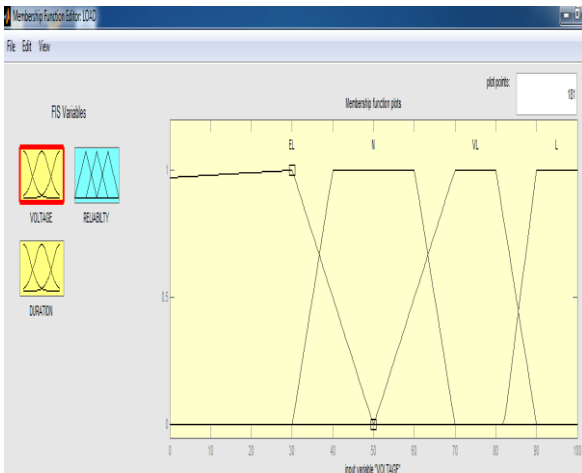 Membership Function Editor: LOAD
File Edit View
plot points:
181
FIS Variables
Membership function plots
EL N VL L
VOLTAGE RELIABILTY
DURATION
1
0.5
0
0 10 20 30 40 50 60 70 80 90 100
input variable "VOLTAGE"